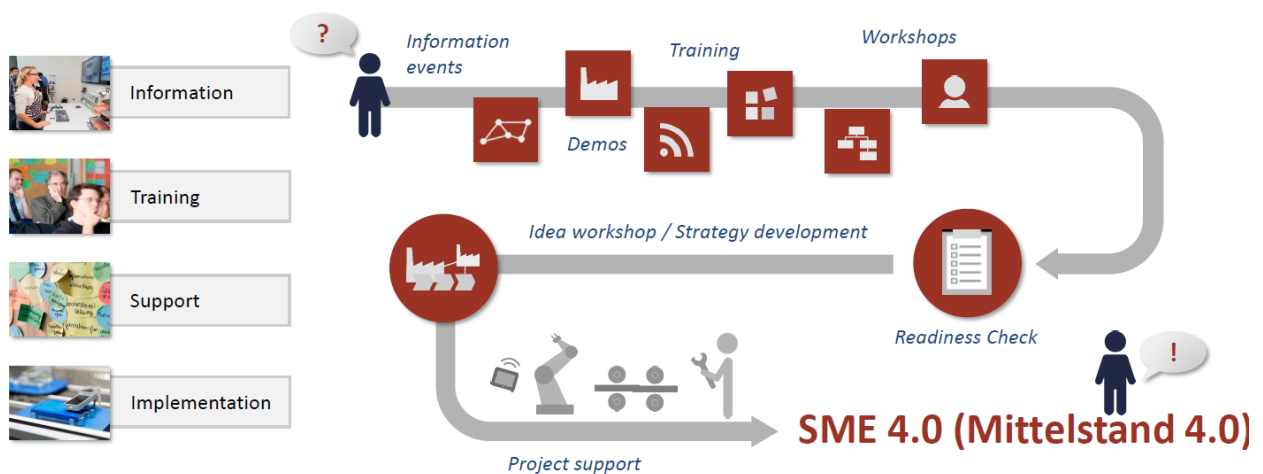 Information
Training
Support
Implementation
?
Information
events
Demos
Training
Workshops
Idea workshop / Strategy development
Readiness Check
!
Project support
SME 4.0 (Mittelstand 4.0)